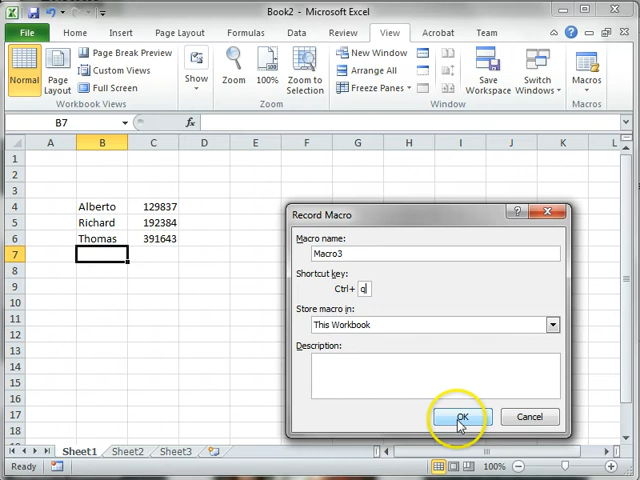 Book2 - Microsoft Excel
File Home Insert Page Layout Formulas Data Review View Acrobat Team
Normal Page Layout Page Break Preview Custom Views Full Screen Show Zoom 100% Zoom to Selection New Window Arrange All Freeze Panes Save Workspace Switch Windows Macros
Workbook Views Zoom Window Macros
B7 fx
A B C D E F G H I J K L
1
2
3
4 Alberto 129837
5 Richard 192384
6 Thomas 391643
7
8
9
10
11
12
13
14
15
16
17
18
Record Macro
Macro name:
Macro3
Shortcut key:
Ctrl+ q
Store macro in:
This Workbook
Description:
OK Cancel
Sheet1 Sheet2 Sheet3
Ready 100%